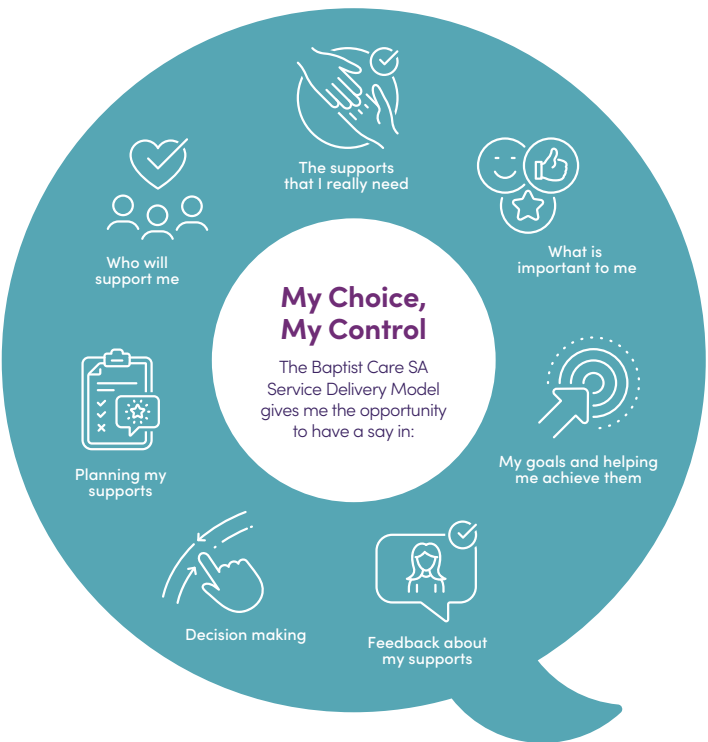 My Choice,
My Control
The Baptist Care SA
Service Delivery Model
gives me the opportunity
to have a say in:
The supports
that I really need
What is
important to me
My goals and helping
me achieve them
Feedback about
my supports
Decision making
Planning my
supports
Who will
support me